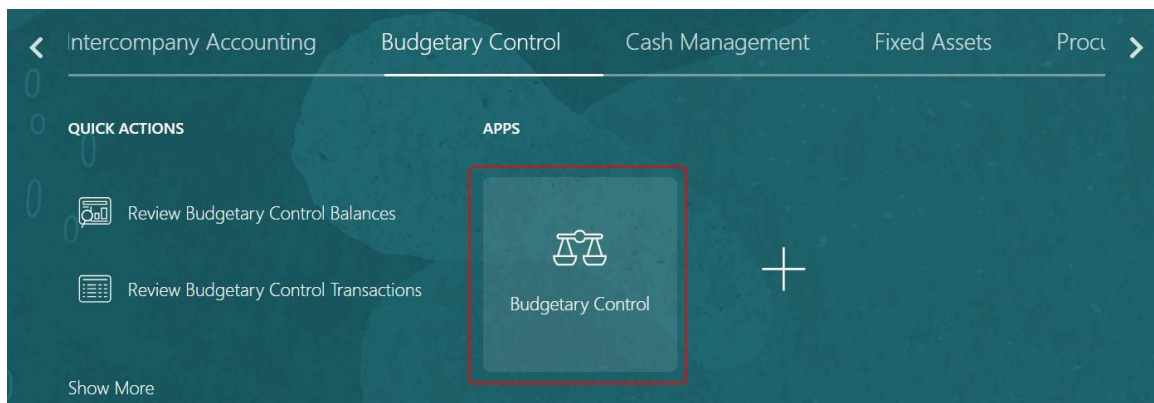 Intercompany Accounting Budgetary Control Cash Management Fixed Assets Procu
QUICK ACTIONS
APPS
Review Budgetary Control Balances
Review Budgetary Control Transactions
Budgetary Control
Show More